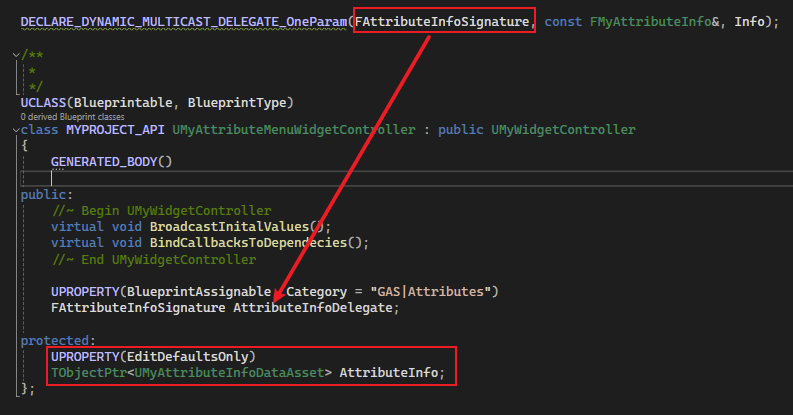 DECLARE_DYNAMIC_MULTICAST_DELEGATE_OneParam(FAttributeInfoSignature, const FMyAttributeInfo&, Info);
/**
 *
 */
UCLASS(Blueprintable, BlueprintType)
0 derived Blueprint classes
class MYPROJECT_API UMyAttributeMenuWidgetController : public UMyWidgetController
{
GENERATED_BODY()
public:
//~ Begin UMyWidgetController
virtual void BroadcastInitalValues();
virtual void BindCallbacksToDependecies();
//~ End UMyWidgetController
UPROPERTY(BlueprintAssignable, Category = "GAS|Attributes")
FAttributeInfoSignature AttributeInfoDelegate;
protected:
UPROPERTY(EditDefaultsOnly)
TObjectPtr<UMyAttributeInfoDataAsset> AttributeInfo;
};